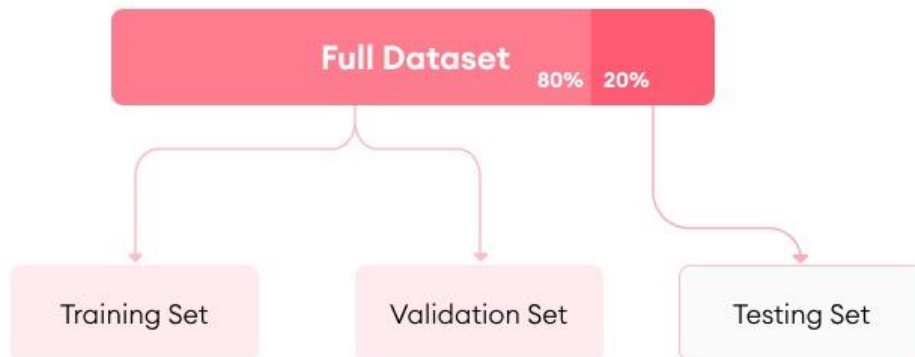 Full Dataset
80% 20%
Training Set
Validation Set
Testing Set